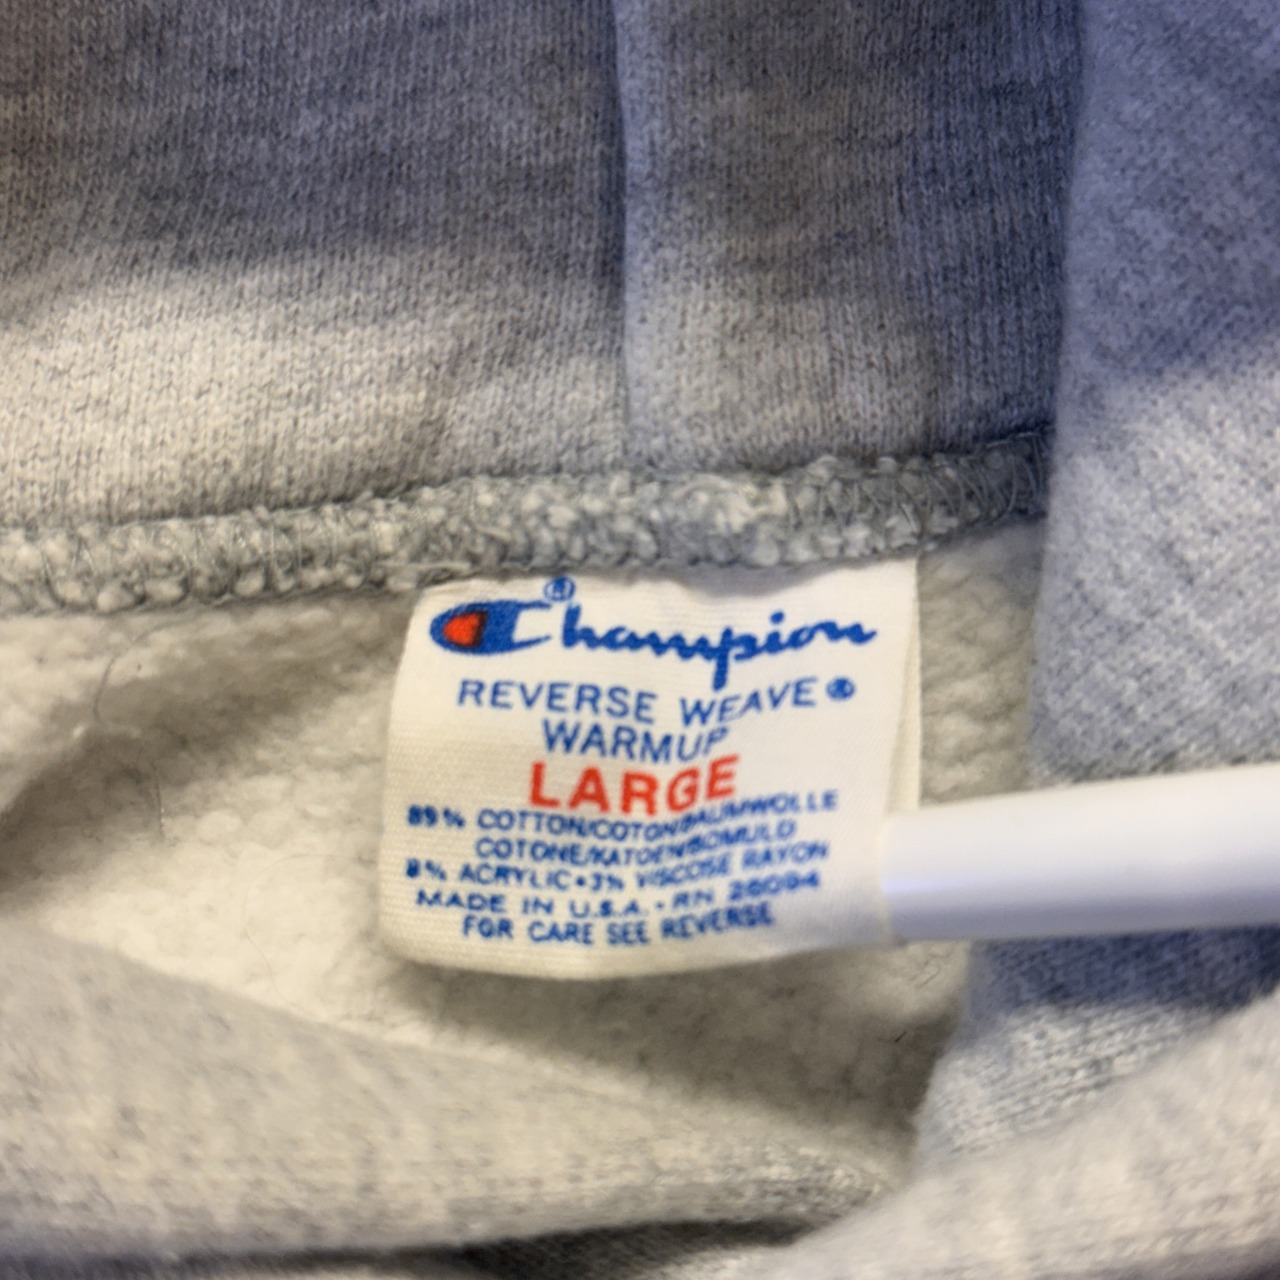 Champion®
REVERSE WEAVE®
WARMUP
LARGE
89% COTTON/COTON/BAUMWOLLE
COTONE/KATOEN/BOMULD
8% ACRYLIC•3% VISCOSE RAYON
MADE IN U.S.A. - RN 26094
FOR CARE SEE REVERSE